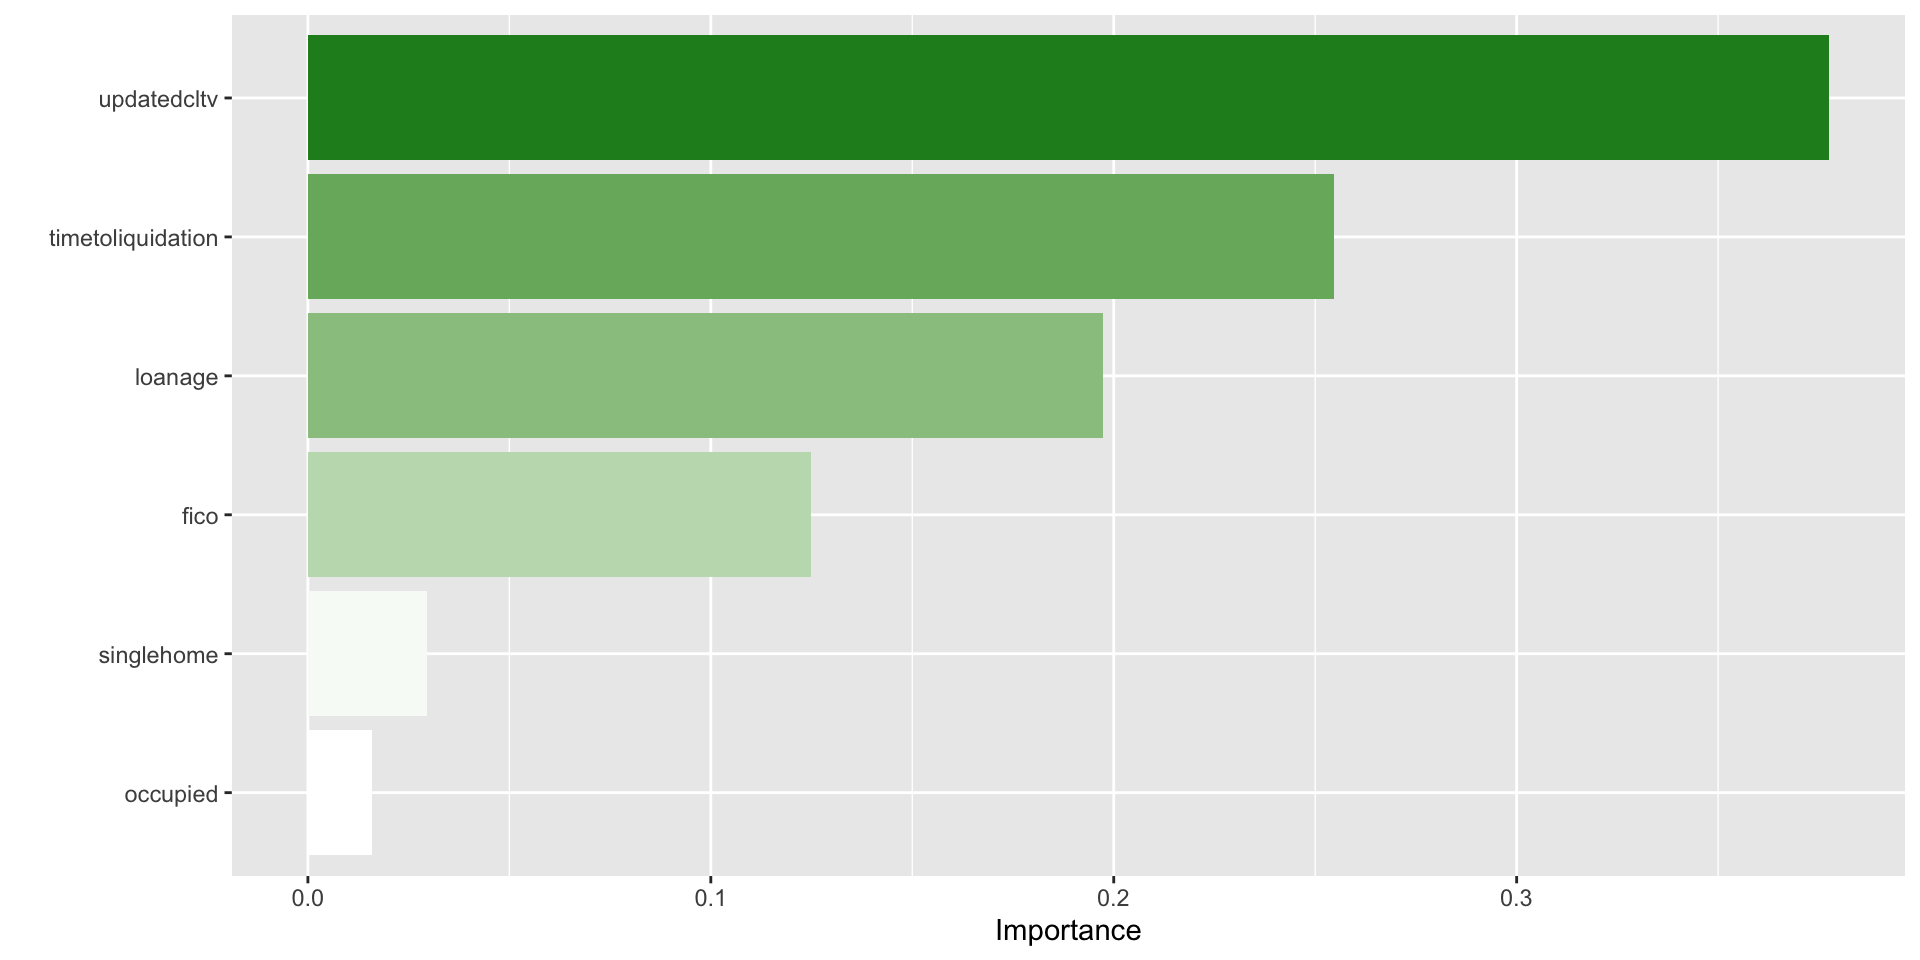 updatedcltv
timetoliquidation
loanage
fico
singlehome
occupied
0.0 0.1 0.2 0.3
Importance